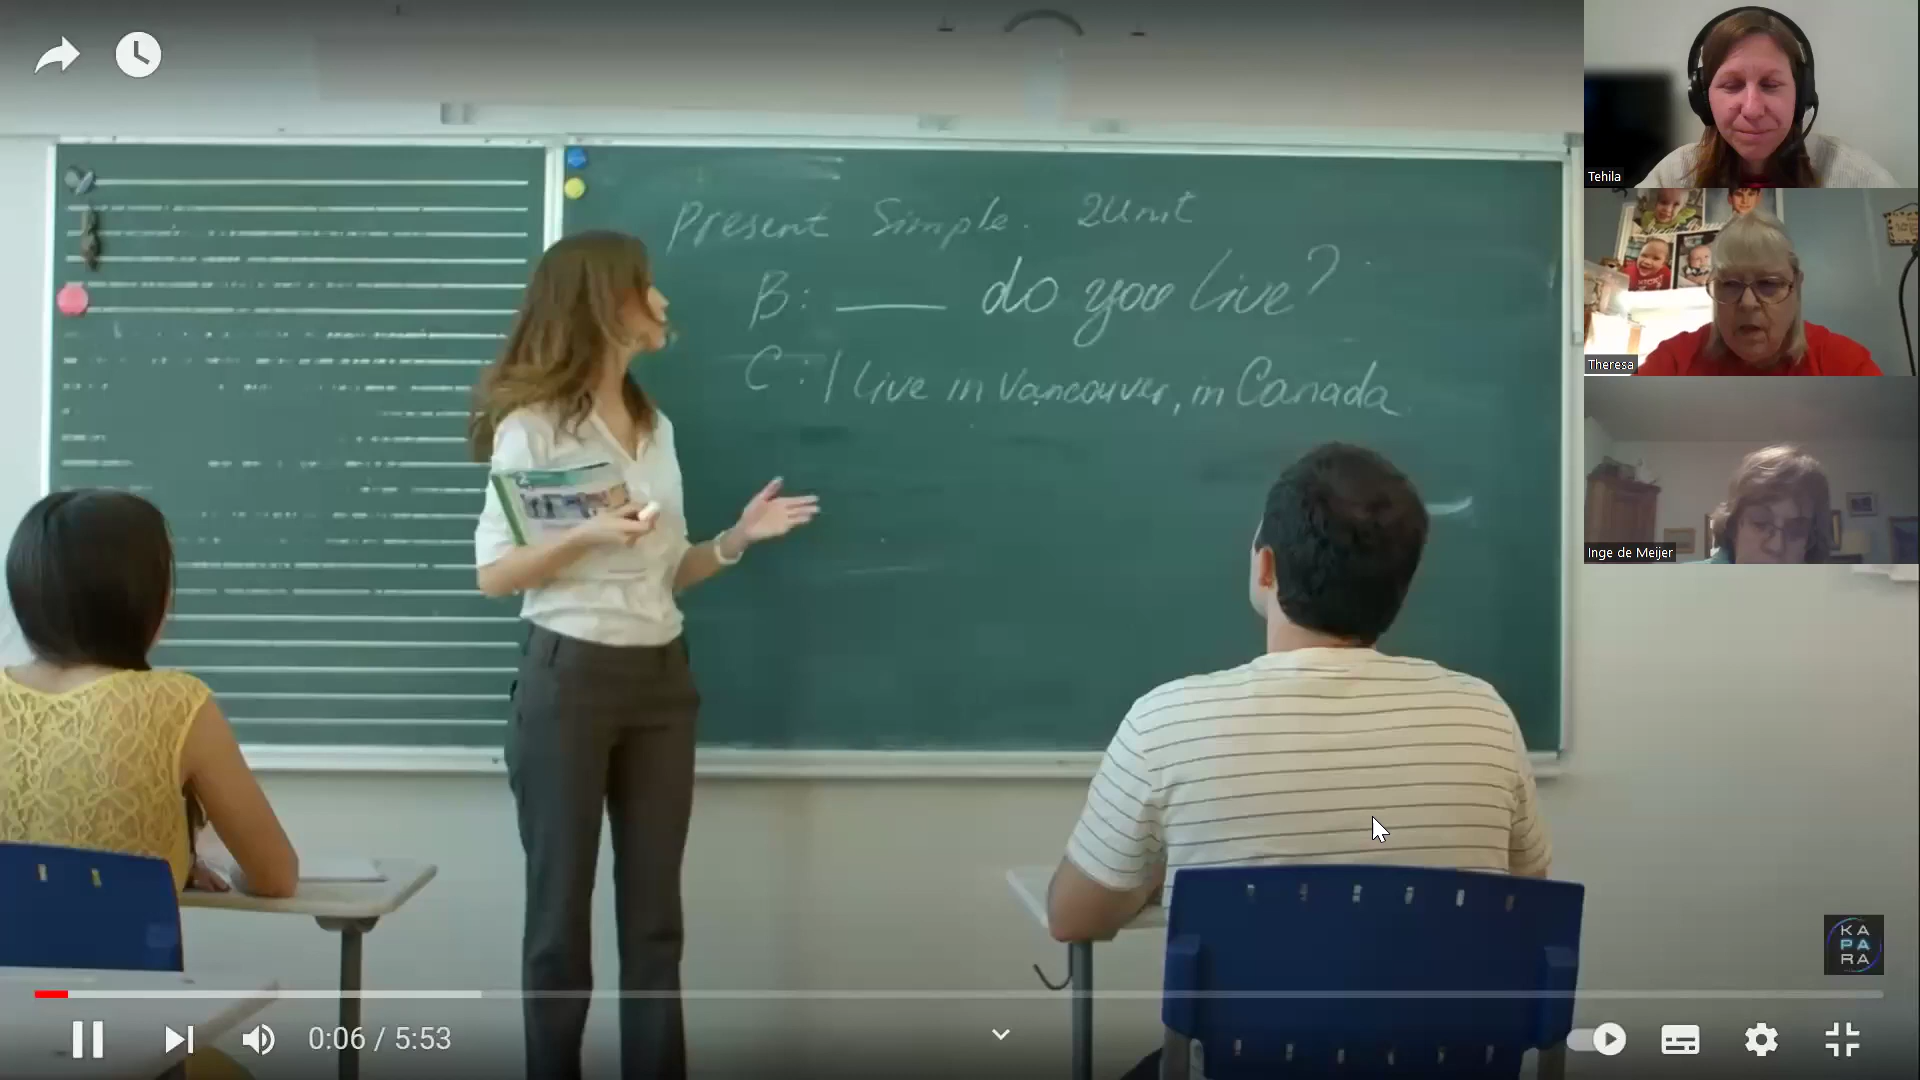 Present Simple. 2Unit
B: ____ do you live?
C: I live in Vancouver, in Canada
Tehila
Theresa
Inge de Meijer
KA
PA
RA
0:06 / 5:53